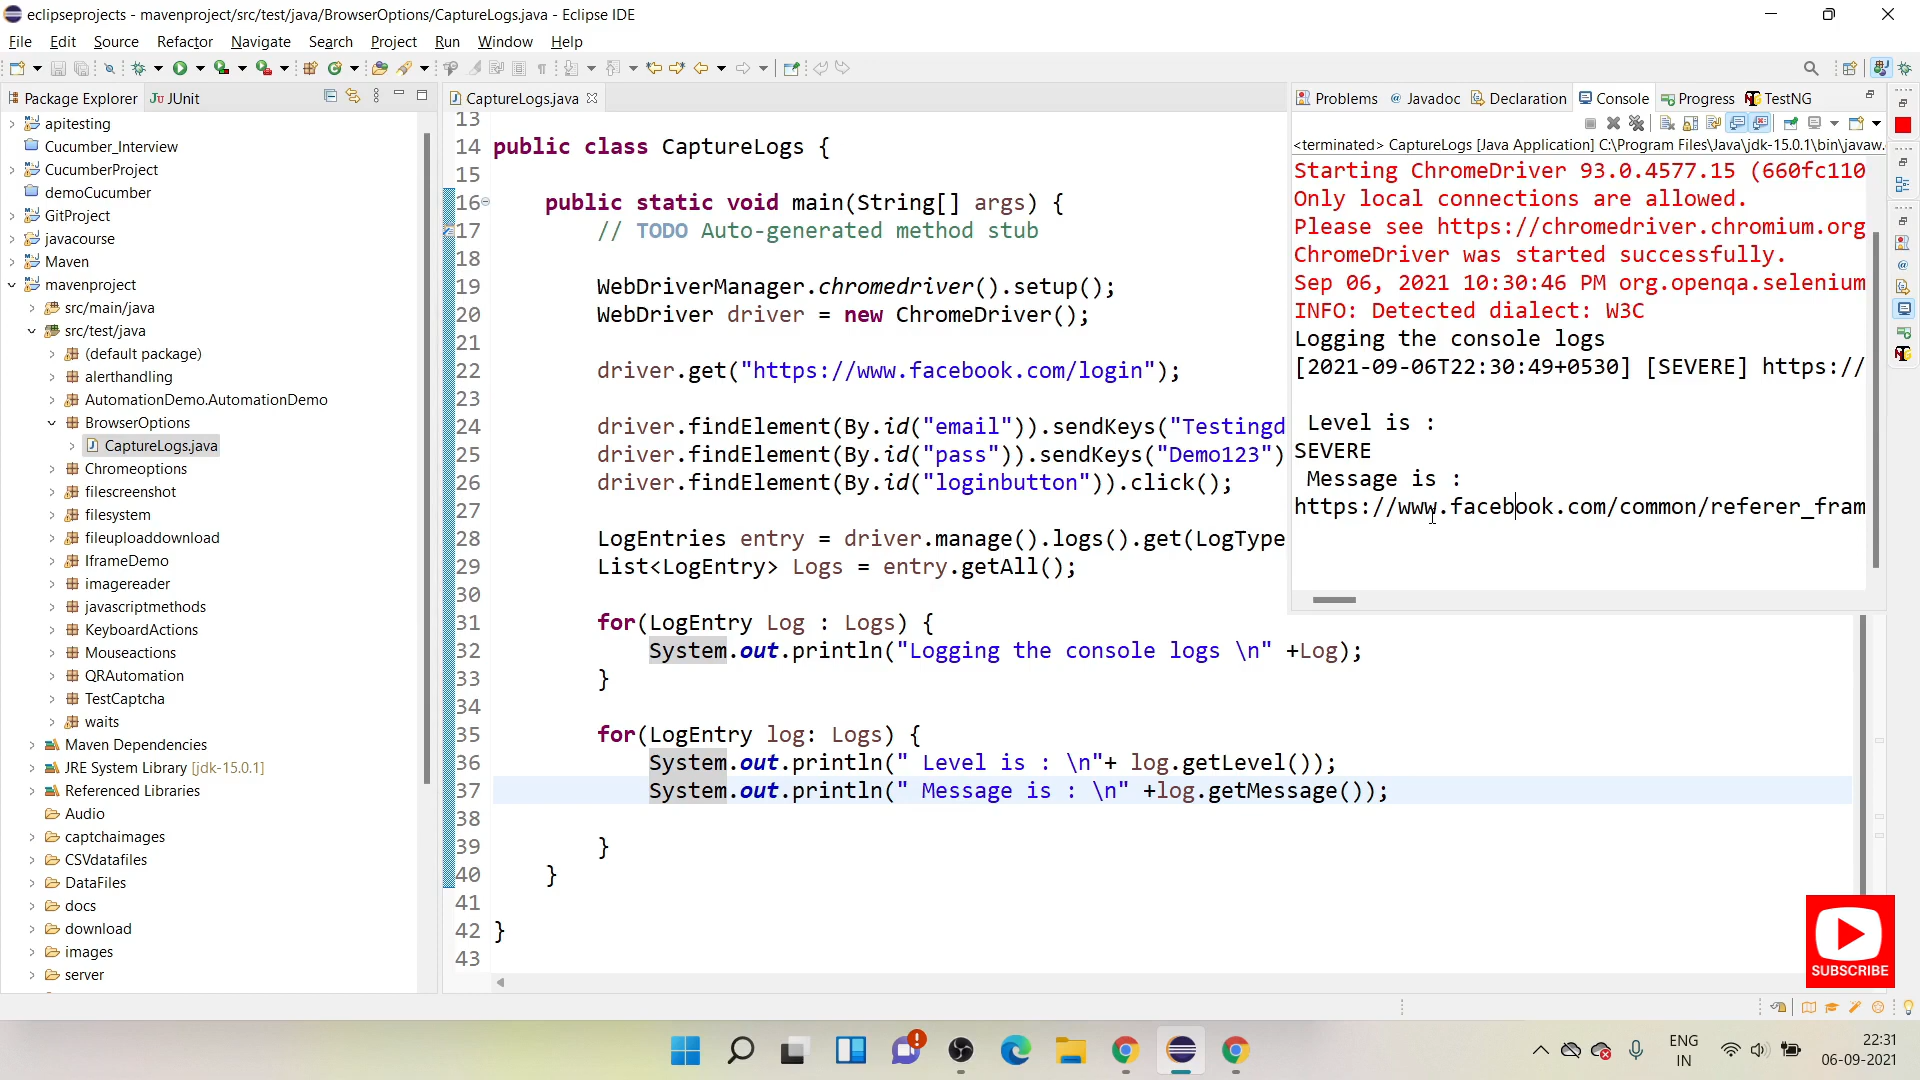 eclipseprojects - mavenproject/src/test/java/BrowserOptions/CaptureLogs.java - Eclipse IDE
File Edit Source Refactor Navigate Search Project Run Window Help
Package Explorer JUnit
apitesting
Cucumber_Interview
CucumberProject
demoCucumber
GitProject
javacourse
Maven
mavenproject
src/main/java
src/test/java
(default package)
alerthandling
AutomationDemo.AutomationDemo
BrowserOptions
CaptureLogs.java
Chromeoptions
filescreenshot
filesystem
fileuploaddownload
IframeDemo
imagereader
javascriptmethods
KeyboardActions
Mouseactions
QRAutomation
TestCaptcha
waits
Maven Dependencies
JRE System Library [jdk-15.0.1]
Referenced Libraries
Audio
captchaimages
CSVdatafiles
DataFiles
docs
download
images
server
CaptureLogs.java
13
14 public class CaptureLogs {
15
16 public static void main(String[] args) {
17 // TODO Auto-generated method stub
18
19 WebDriverManager.chromedriver().setup();
20 WebDriver driver = new ChromeDriver();
21
22 driver.get("https://www.facebook.com/login");
23
24 driver.findElement(By.id("email")).sendKeys("Testingd
25 driver.findElement(By.id("pass")).sendKeys("Demo123")
26 driver.findElement(By.id("loginbutton")).click();
27
28 LogEntries entry = driver.manage().logs().get(LogType
29 List<LogEntry> Logs = entry.getAll();
30
31 for(LogEntry Log : Logs) {
32 System.out.println("Logging the console logs \n" +Log);
33 }
34
35 for(LogEntry log: Logs) {
36 System.out.println(" Level is : \n"+ log.getLevel());
37 System.out.println(" Message is : \n" +log.getMessage());
38
39 }
40 }
41
42 }
43
Problems @ Javadoc Declaration Console Progress TestNG
<terminated> CaptureLogs [Java Application] C:\Program Files\Java\jdk-15.0.1\bin\javaw.
Starting ChromeDriver 93.0.4577.15 (660fc110
Only local connections are allowed.
Please see https://chromedriver.chromium.org
ChromeDriver was started successfully.
Sep 06, 2021 10:30:46 PM org.openqa.selenium
INFO: Detected dialect: W3C
Logging the console logs
[2021-09-06T22:30:49+0530] [SEVERE] https://
Level is :
SEVERE
Message is :
https://www.facebook.com/common/referer_fram
SUBSCRIBE
ENG
IN
22:31
06-09-2021